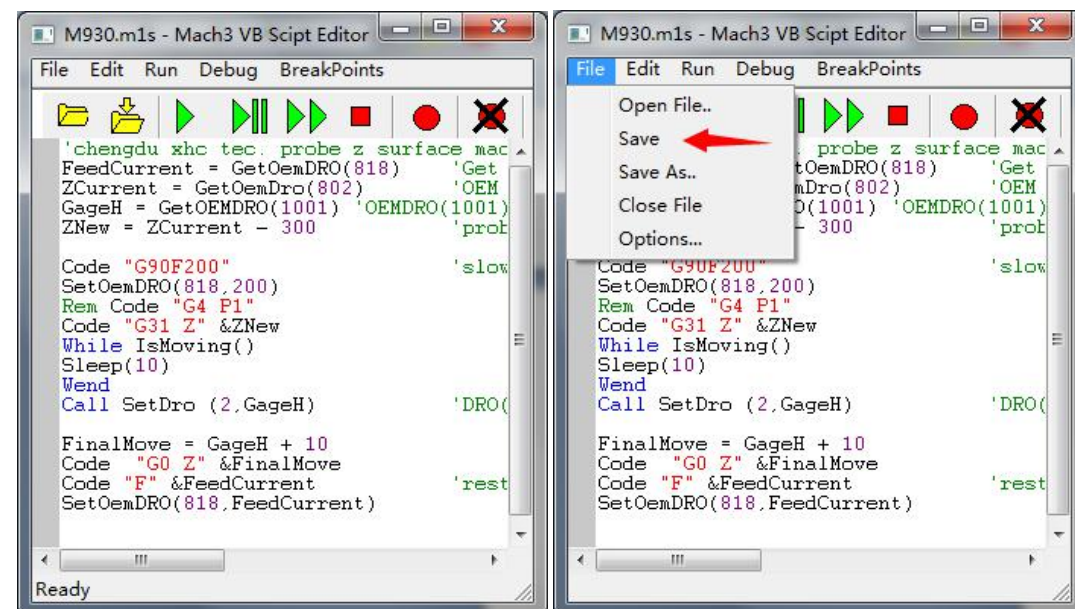 M930.m1s - Mach3 VB Scipt Editor
File Edit Run Debug BreakPoints
'chengdu xhc tec. probe z surface mac
FeedCurrent = GetOemDRO(818) 'Get
ZCurrent = GetOemDro(802) 'OEM
GageH = GetOEMDRO(1001) 'OEMDRO(1001)
ZNew = ZCurrent - 300 'prob
Code "G90F200" 'slow
SetOemDRO(818,200)
Rem Code "G4 P1"
Code "G31 Z" &ZNew
While IsMoving()
Sleep(10)
Wend
Call SetDro (2,GageH) 'DRO(
FinalMove = GageH + 10
Code "G0 Z" &FinalMove
Code "F" &FeedCurrent 'rest
SetOemDRO(818,FeedCurrent)
Ready
M930.m1s - Mach3 VB Scipt Editor
File Edit Run Debug BreakPoints
Open File..
Save
Save As..
Close File
Options...
probe z surface mac
tOemDRO(818) 'Get
mDro(802) 'OEM
O(1001) 'OEMDRO(1001)
- 300 'prob
Code "G90F200" 'slow
SetOemDRO(818,200)
Rem Code "G4 P1"
Code "G31 Z" &ZNew
While IsMoving()
Sleep(10)
Wend
Call SetDro (2,GageH) 'DRO(
FinalMove = GageH + 10
Code "G0 Z" &FinalMove
Code "F" &FeedCurrent 'rest
SetOemDRO(818,FeedCurrent)